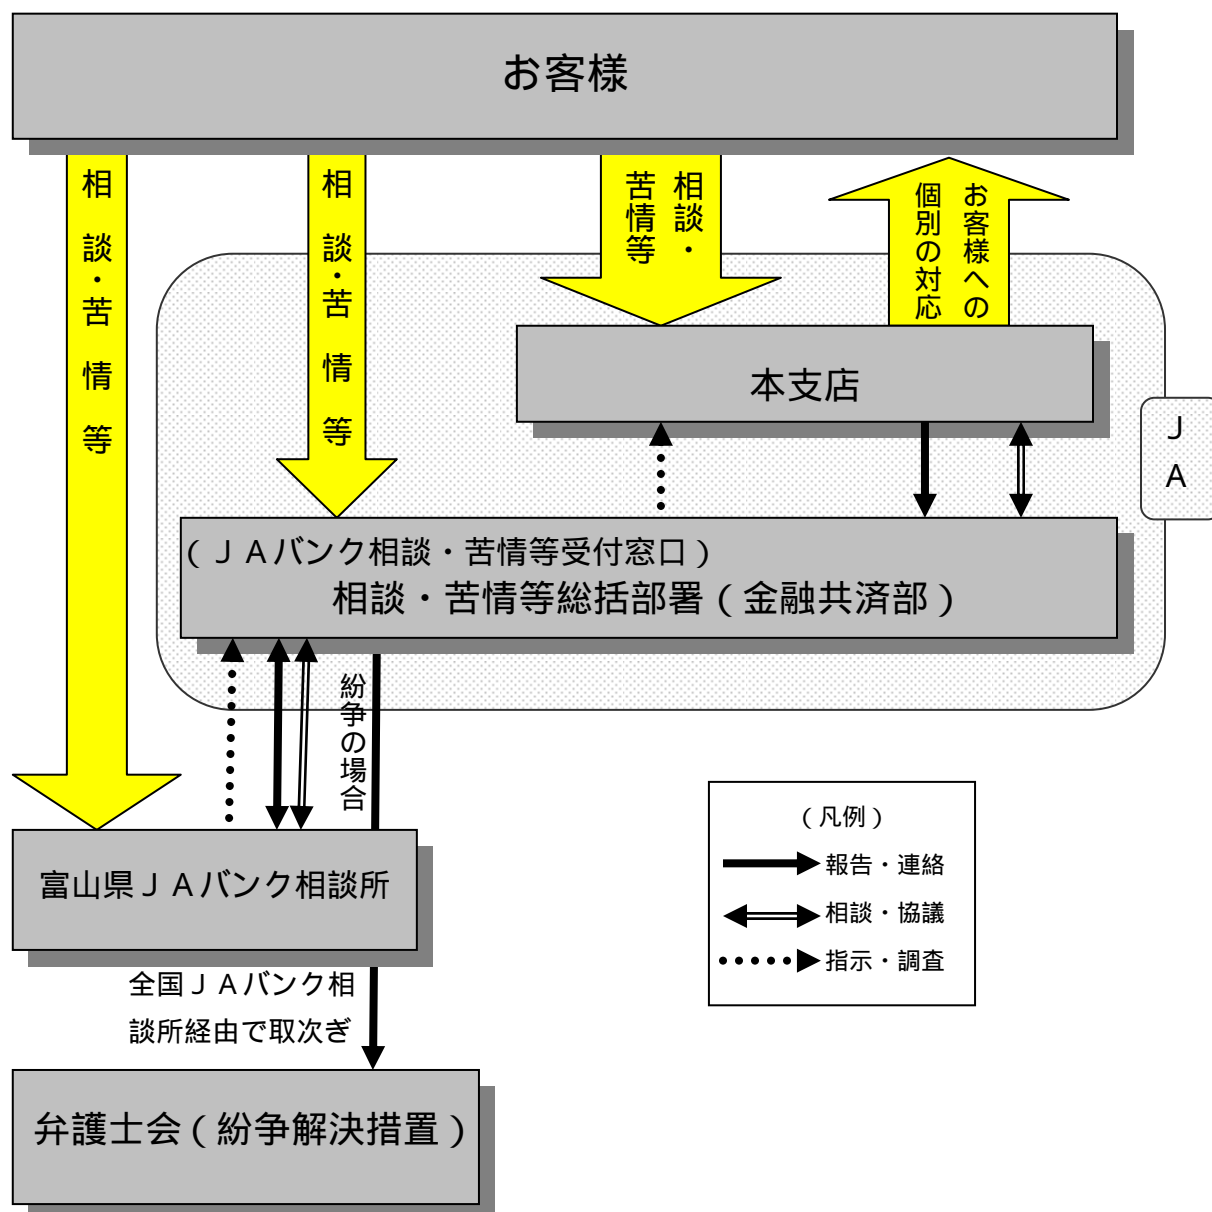 お客様
相談・苦情等
相談・苦情等
相談・
苦情等
お客様への
個別の対応
本支店
ＪＡ
（ＪＡバンク相談・苦情等受付窓口）
相談・苦情等総括部署（金融共済部）
紛争の場合
富山県ＪＡバンク相談所
（凡例）
報告・連絡
相談・協議
指示・調査
全国ＪＡバンク相
談所経由で取次ぎ
弁護士会（紛争解決措置）